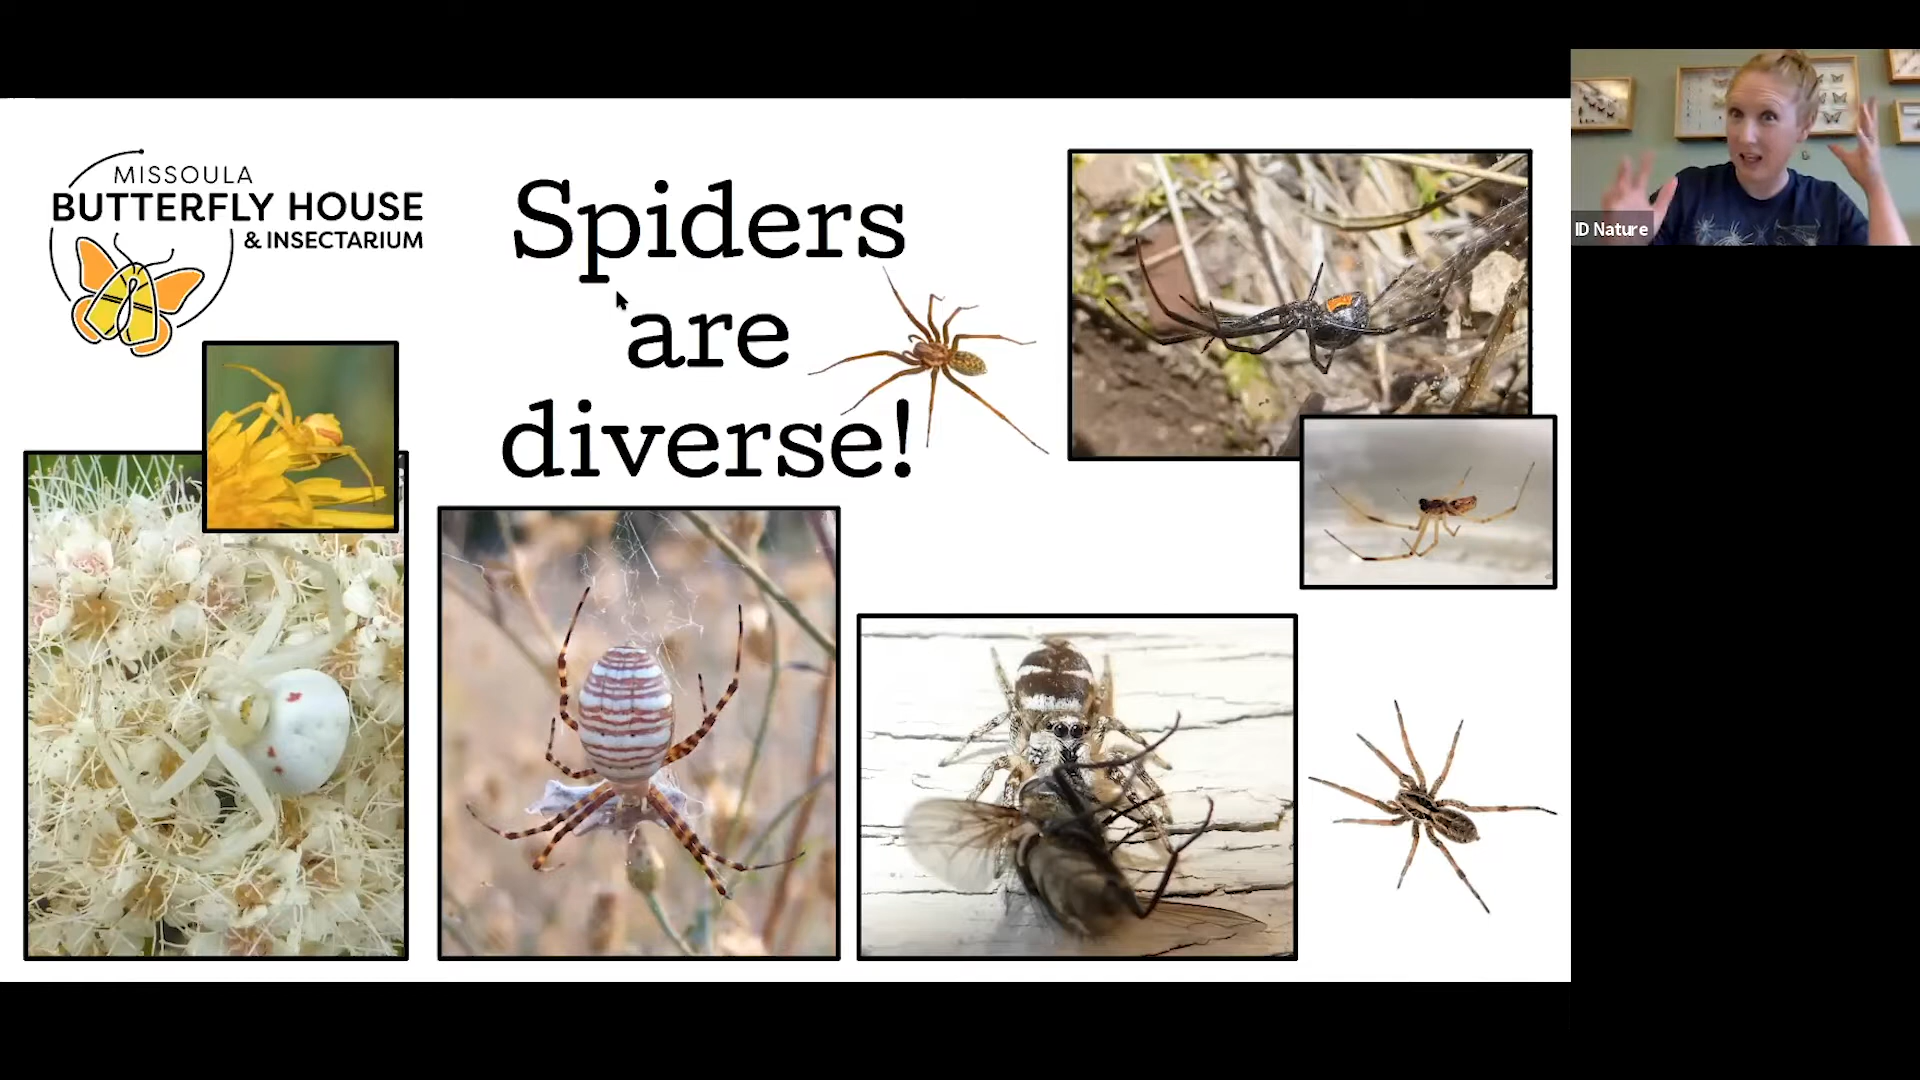 MISSOULA
BUTTERFLY HOUSE
& INSECTARIUM
Spiders
are
diverse!
ID Nature